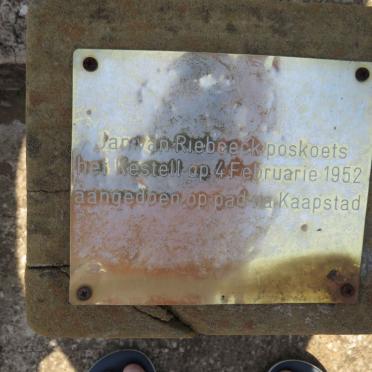 Jan van Riebeeck poskoets
het Kestell op 4 Februarie 1952
aangedoen op pad na Kaapstad